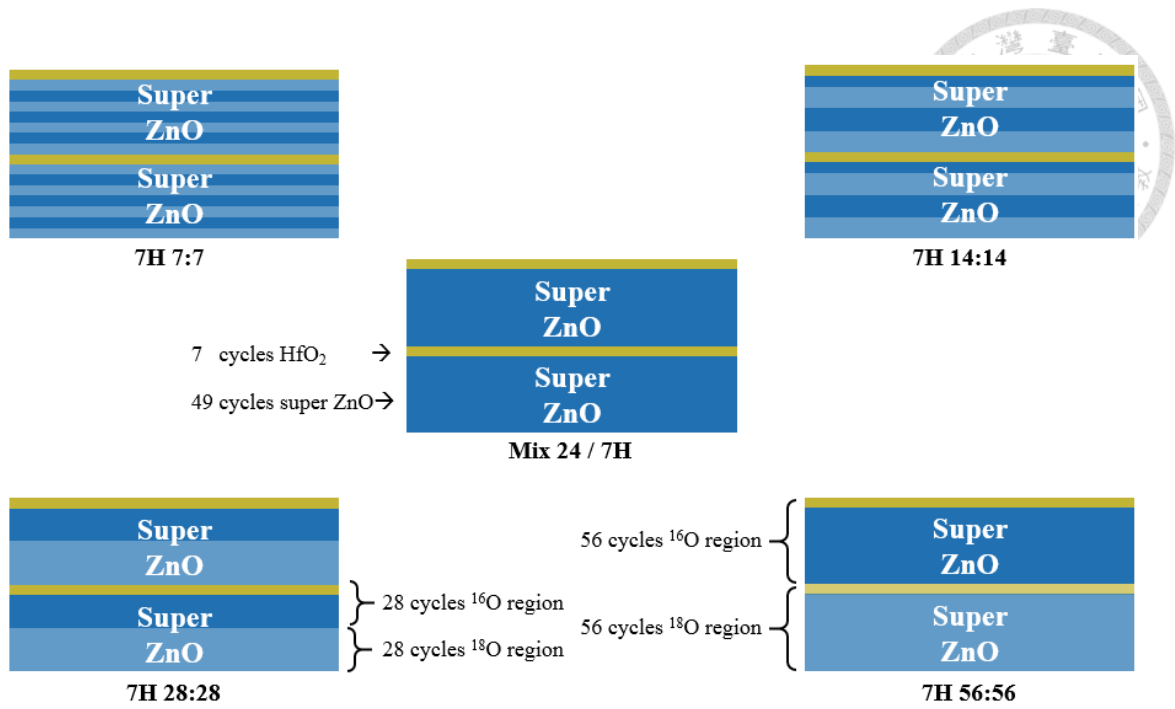 灣 臺
Super
ZnO
Super
ZnO
7H 7:7
Super
ZnO
Super
ZnO
7H 14:14
Super
ZnO
Super
ZnO
7 cycles HfO₂ →
49 cycles super ZnO→
Mix 24 / 7H
Super
ZnO
Super
ZnO
28 cycles ¹⁶O region
28 cycles ¹⁸O region
7H 28:28
56 cycles ¹⁶O region
56 cycles ¹⁸O region
Super
ZnO
Super
ZnO
7H 56:56